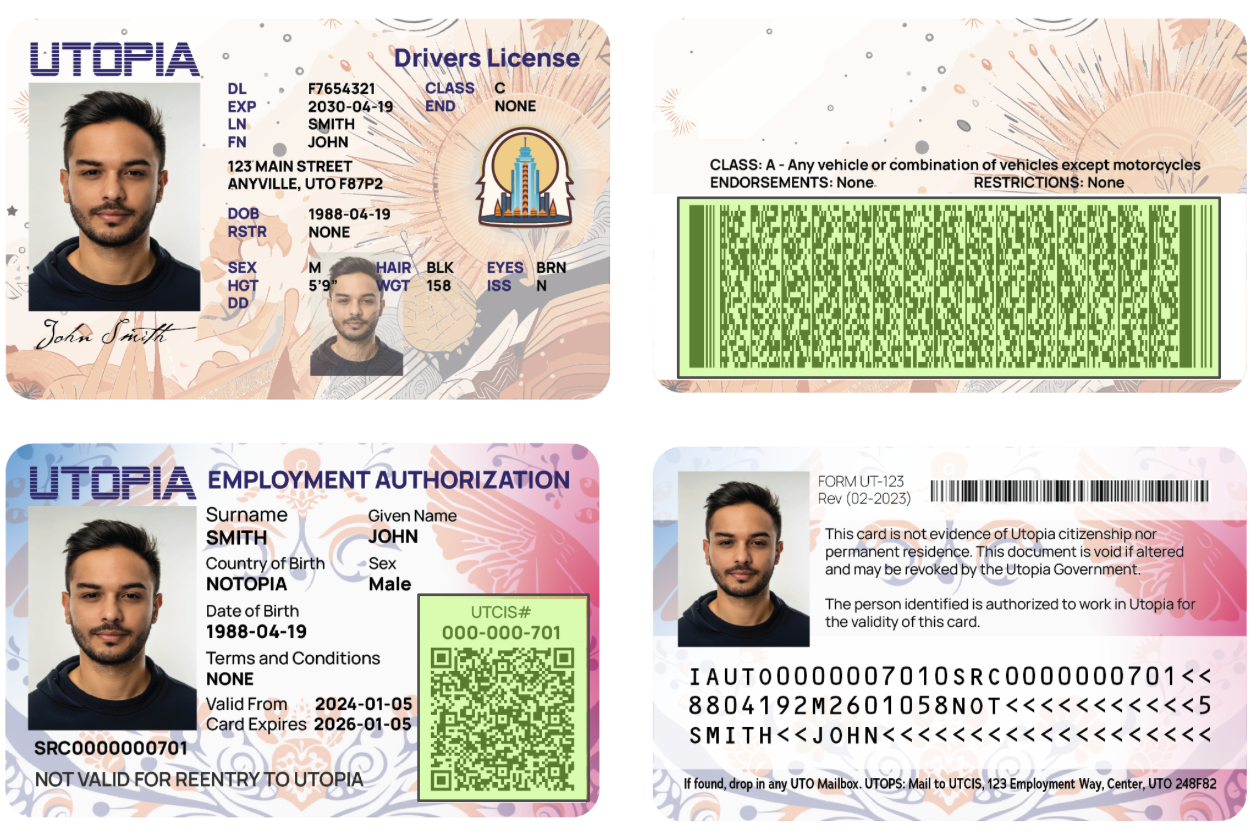 UTOPIA
Drivers License
DL F7654321 CLASS C
EXP 2030-04-19 END NONE
LN SMITH
FN JOHN
123 MAIN STREET
ANYVILLE, UTO F87P2
DOB 1988-04-19
RSTR NONE
SEX M HAIR BLK EYES BRN
HGT 5'9" WGT 158 ISS N
DD
John Smith
CLASS: A - Any vehicle or combination of vehicles except motorcycles
ENDORSEMENTS: None RESTRICTIONS: None
UTOPIA EMPLOYMENT AUTHORIZATION
Surname Given Name
SMITH JOHN
Country of Birth Sex
NOTOPIA Male
Date of Birth
1988-04-19
UTCIS#
000-000-701
Terms and Conditions
NONE
Valid From 2024-01-05
Card Expires 2026-01-05
SRC0000000701
NOT VALID FOR REENTRY TO UTOPIA
FORM UT-123
Rev (02-2023)
This card is not evidence of Utopia citizenship nor
permanent residence. This document is void if altered
and may be revoked by the Utopia Government.
The person identified is authorized to work in Utopia for
the validity of this card.
IAUTO0000007010SRC0000000701<<
8804192M2601058NOT<<<<<<<<<<<5
SMITH<<JOHN<<<<<<<<<<<<<<<<<<<
If found, drop in any UTO Mailbox. UTOPS: Mail to UTCIS, 123 Employment Way, Center, UTO 248F82